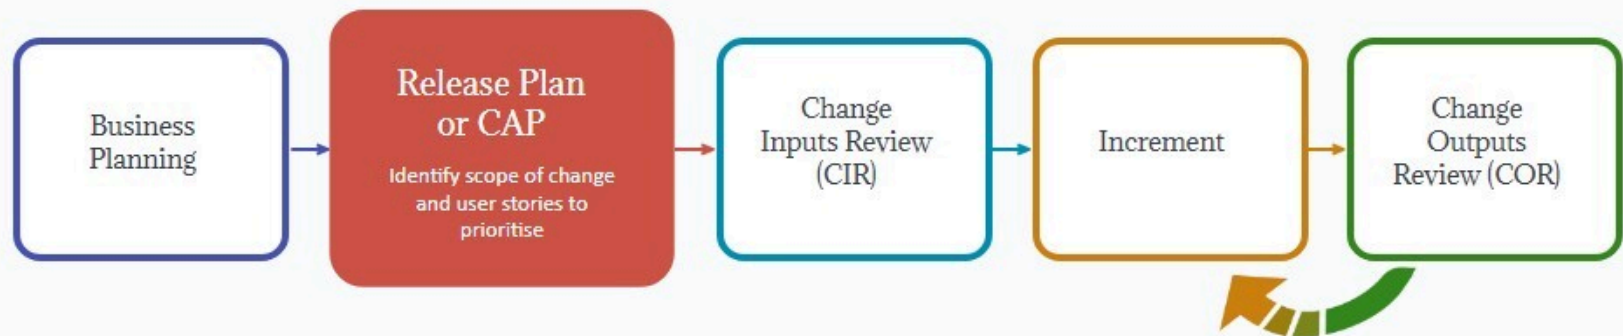 Business
Planning
Release Plan
or CAP
Identify scope of change
and user stories to
prioritise
Change
Inputs Review
(CIR)
Increment
Change
Outputs
Review (COR)